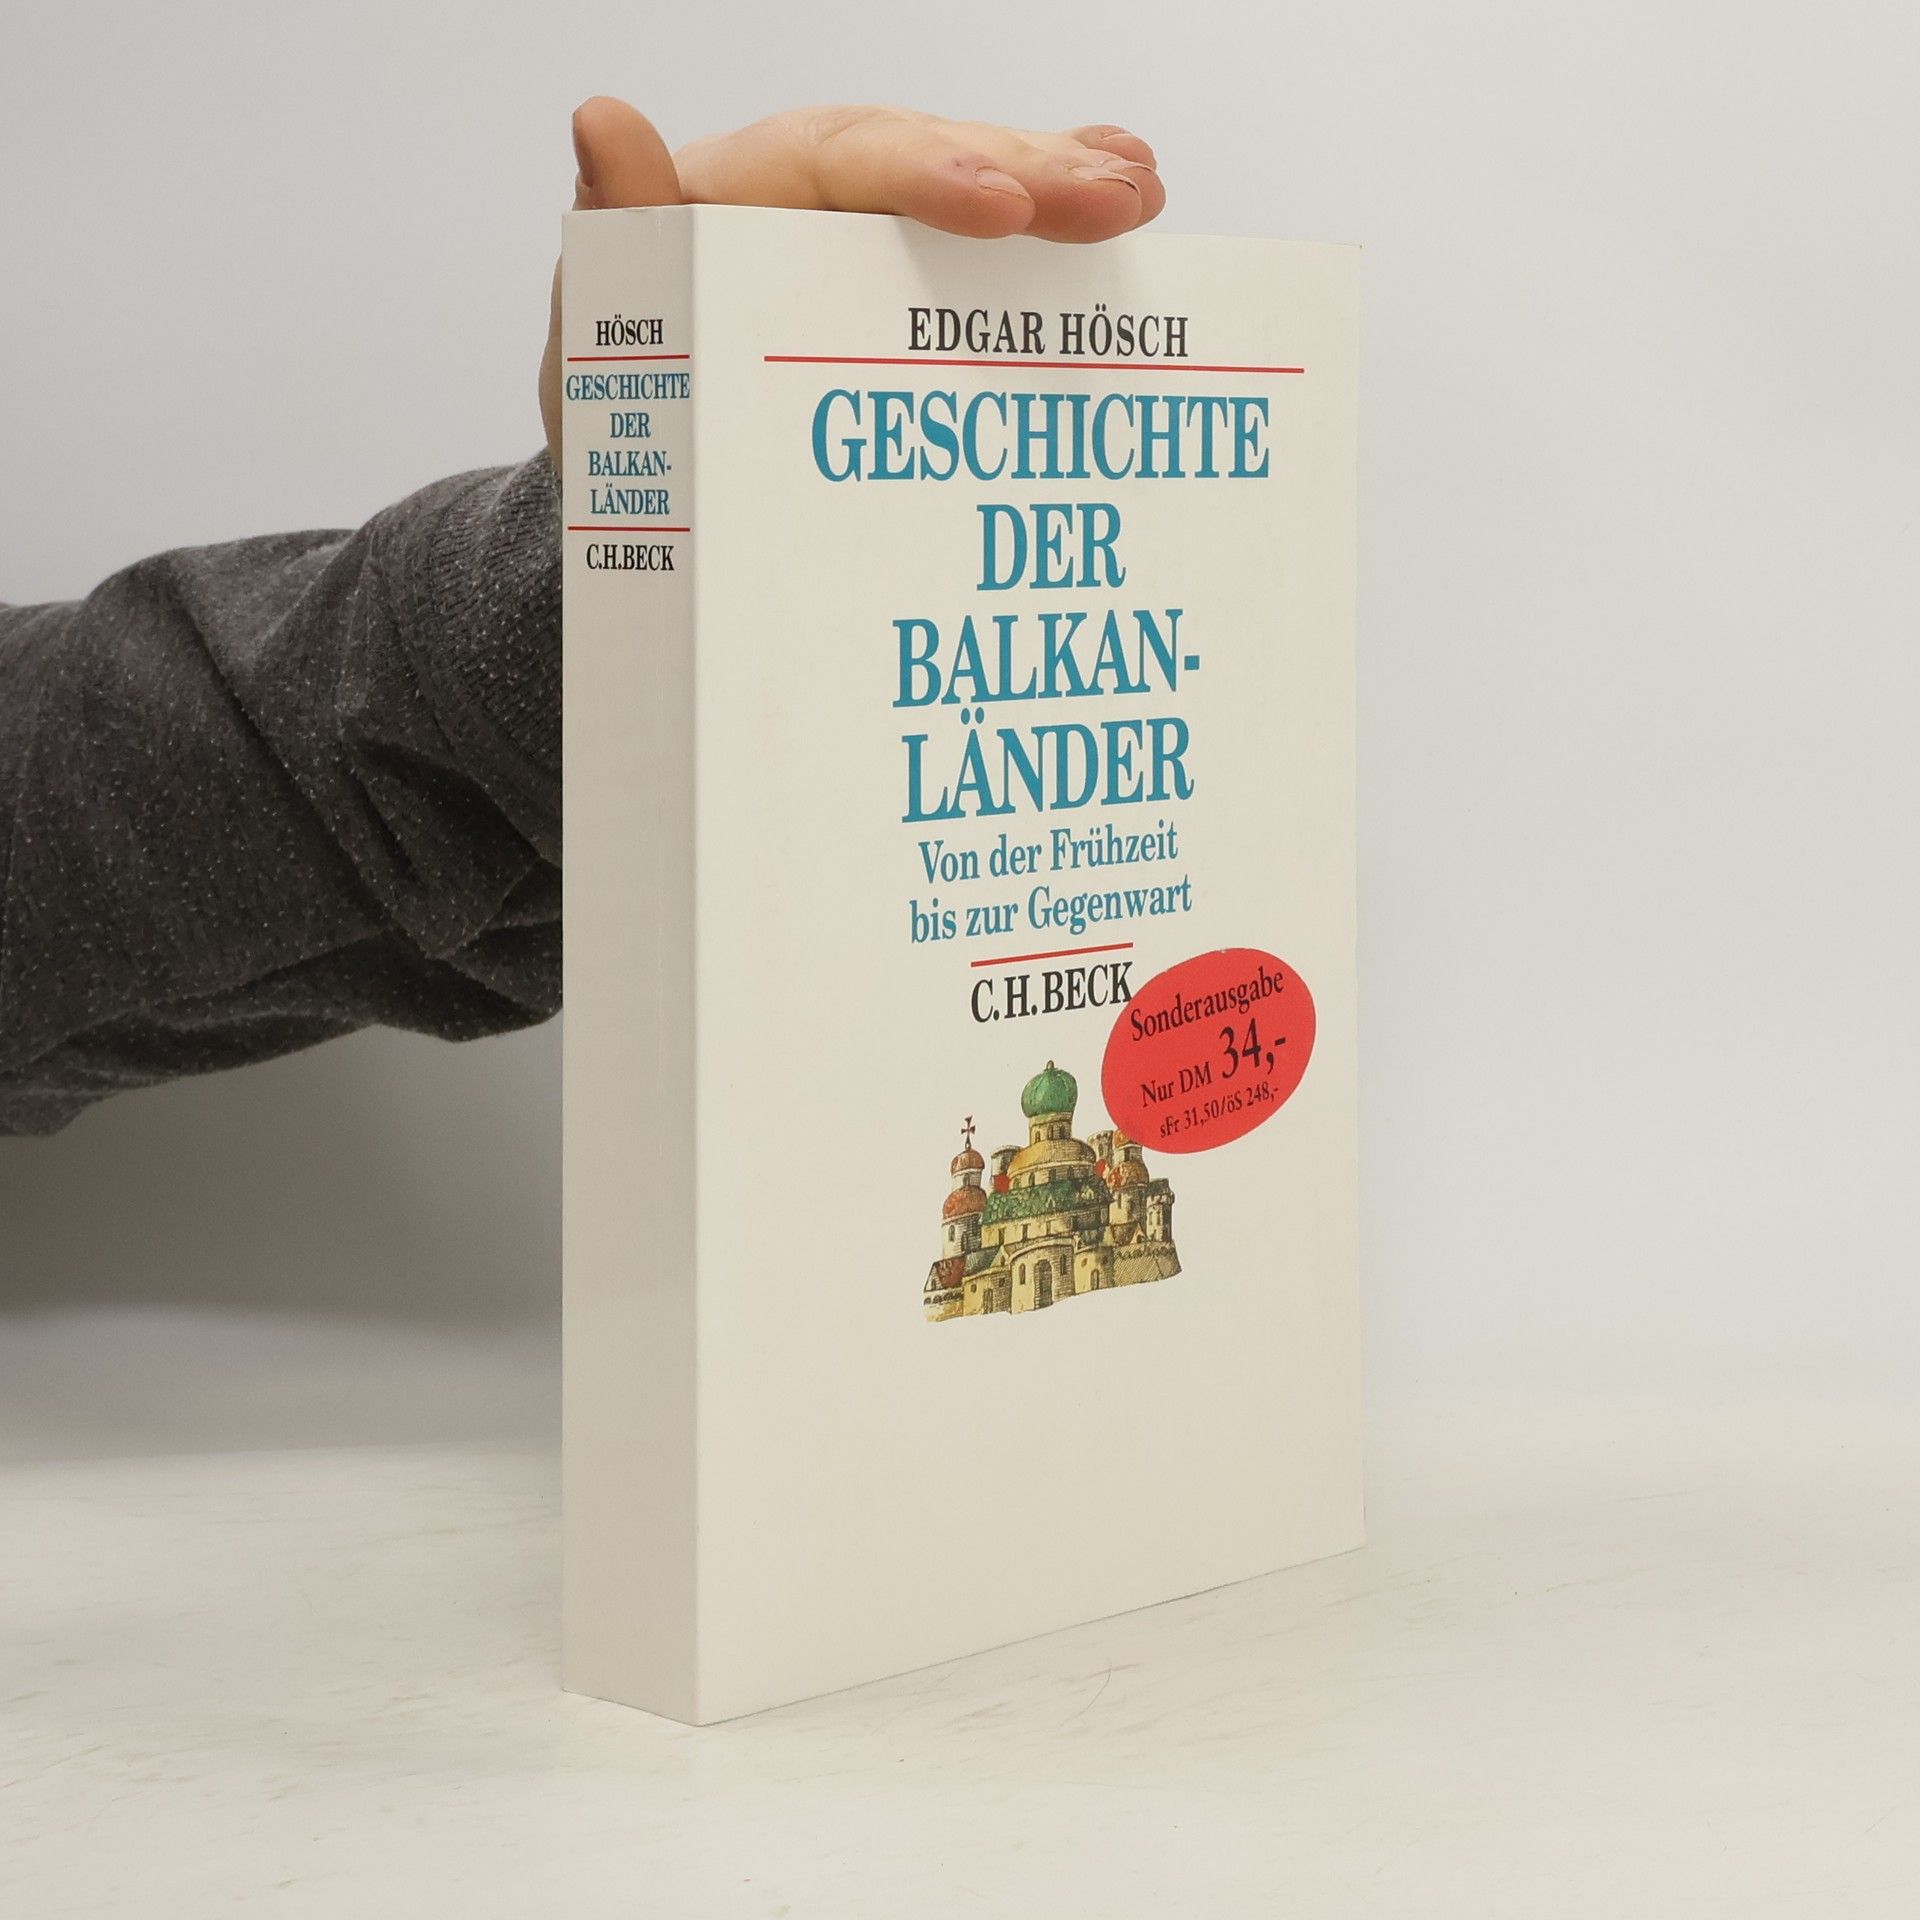 HÖSCH
GESCHICHTE
DER
BALKAN-
LÄNDER
C.H.BECK
EDGAR HÖSCH
GESCHICHTE
DER
BALKAN-
LÄNDER
Von der Frühzeit
bis zur Gegenwart
C.H.BECK
Sonderausgabe
Nur DM 34,-
sFr 31,50/öS 248,-